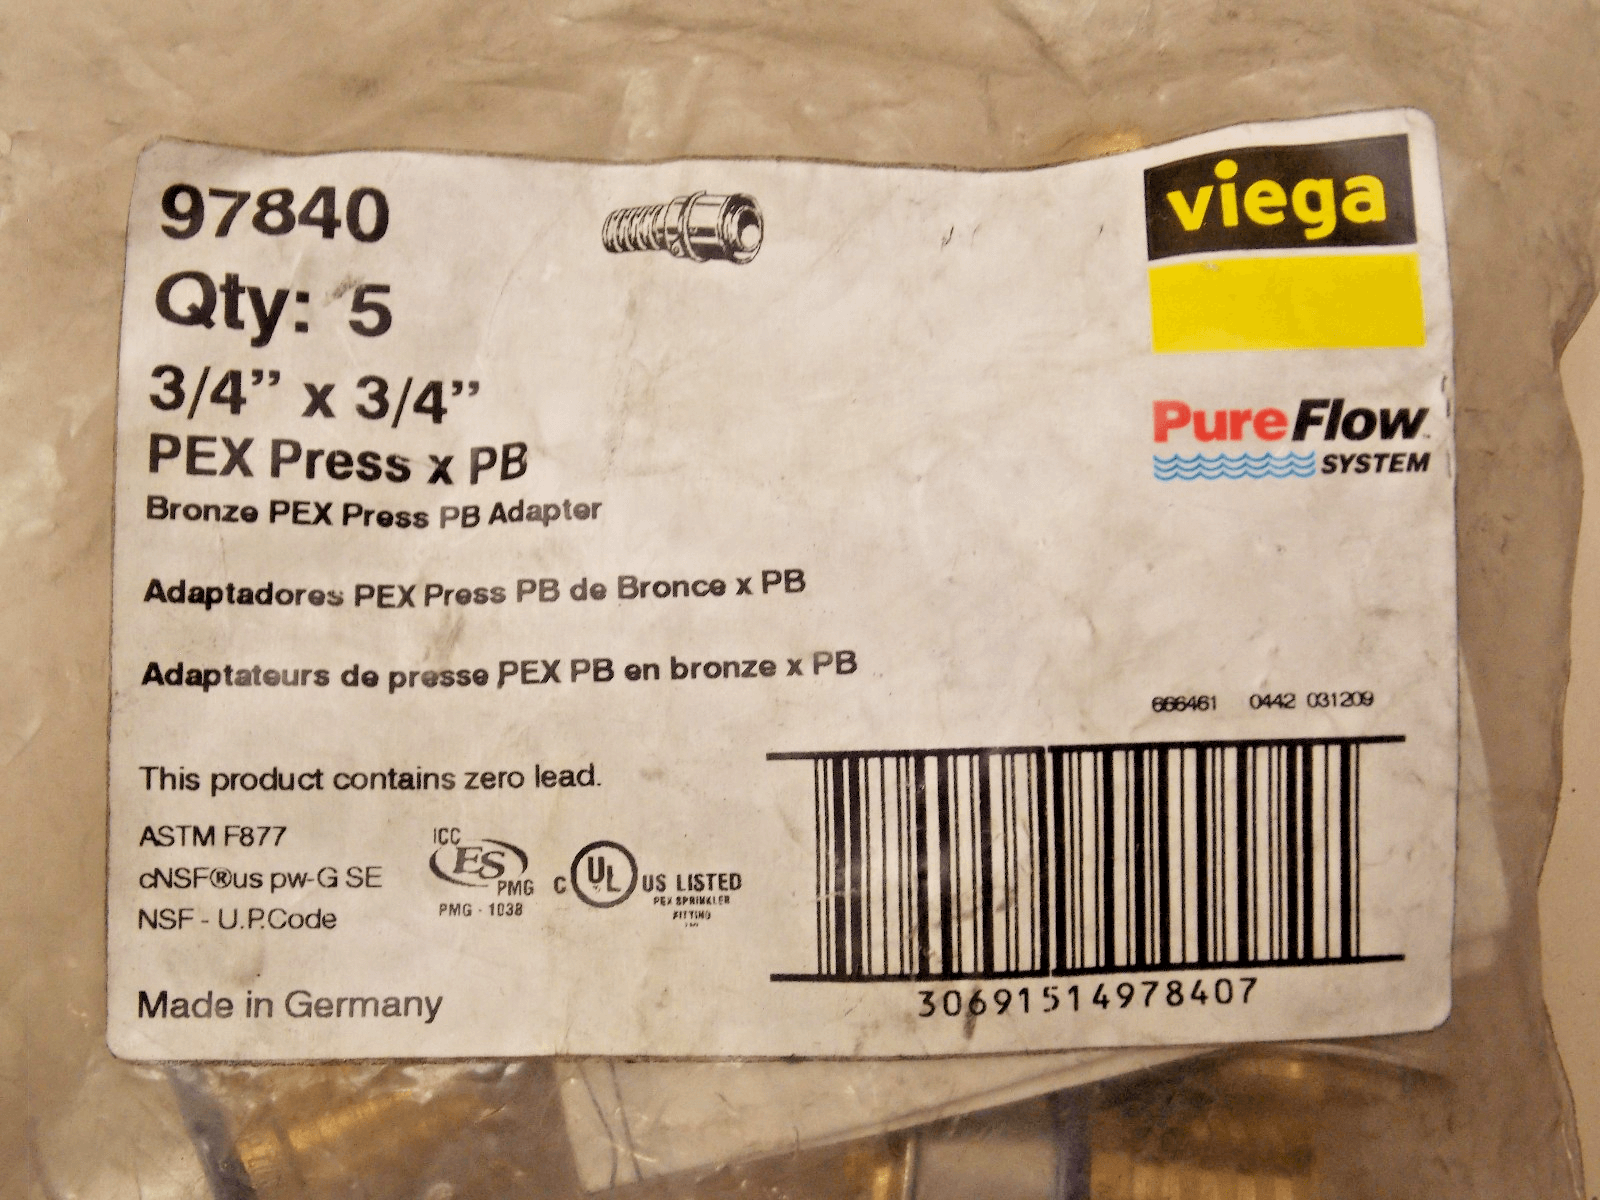 97840
Qty: 5
3/4” x 3/4”
PEX Press x PB
Bronze PEX Press PB Adapter
Adaptadores PEX Press PB de Bronce x PB
Adaptateurs de presse PEX PB en bronze x PB
viega
PureFlow
SYSTEM
666461 0442 031209
This product contains zero lead.
ASTM F877
cNSF®us pw-G SE
NSF - U.P.Code
ICC
ES
PMG
PMG - 1038
C UL US LISTED
PEX SPRINKLER
FITTING
Made in Germany
30691514978407